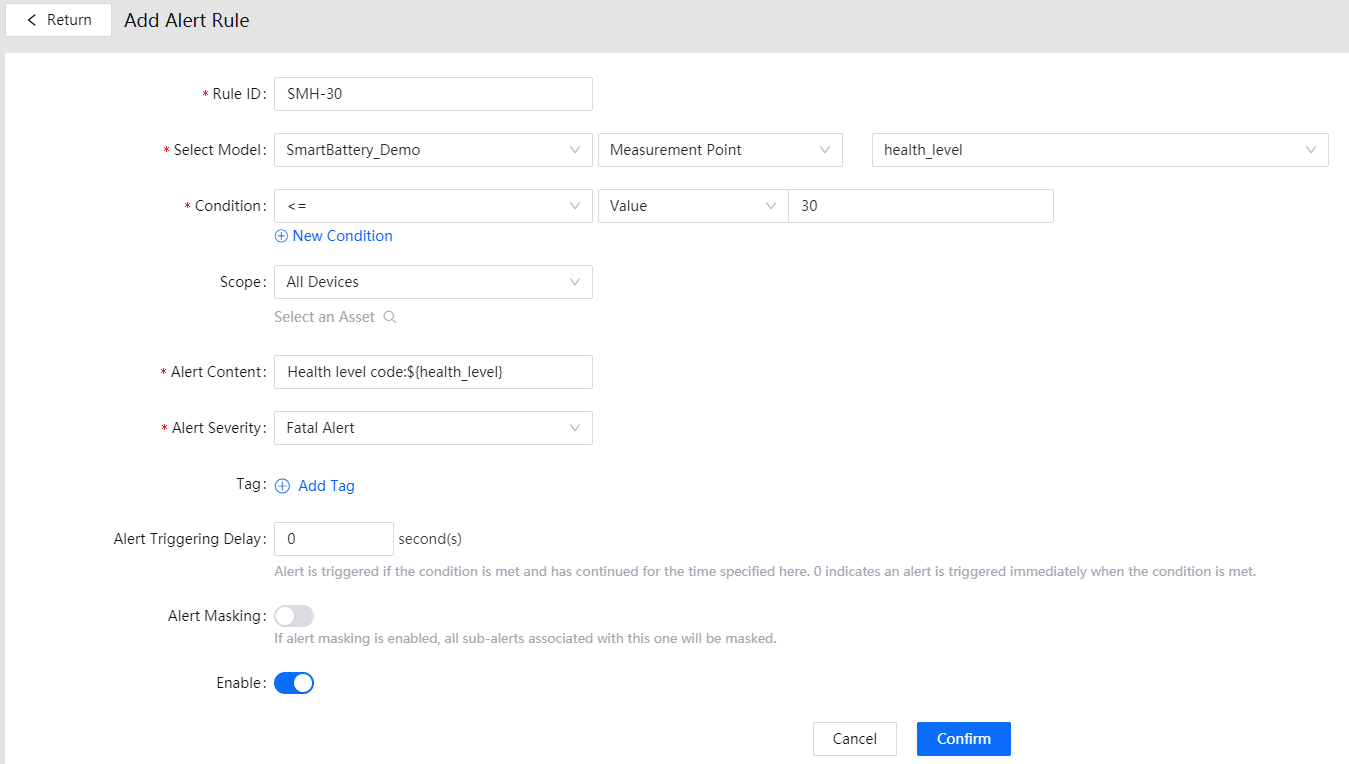 Return Add Alert Rule
* Rule ID: SMH-30
* Select Model: SmartBattery_Demo Measurement Point health_level
* Condition: <= Value 30
New Condition
Scope: All Devices
Select an Asset
* Alert Content: Health level code:${health_level}
* Alert Severity: Fatal Alert
Tag: Add Tag
Alert Triggering Delay: 0 second(s)
Alert is triggered if the condition is met and has continued for the time specified here. 0 indicates an alert is triggered immediately when the condition is met.
Alert Masking:
If alert masking is enabled, all sub-alerts associated with this one will be masked.
Enable:
Cancel Confirm